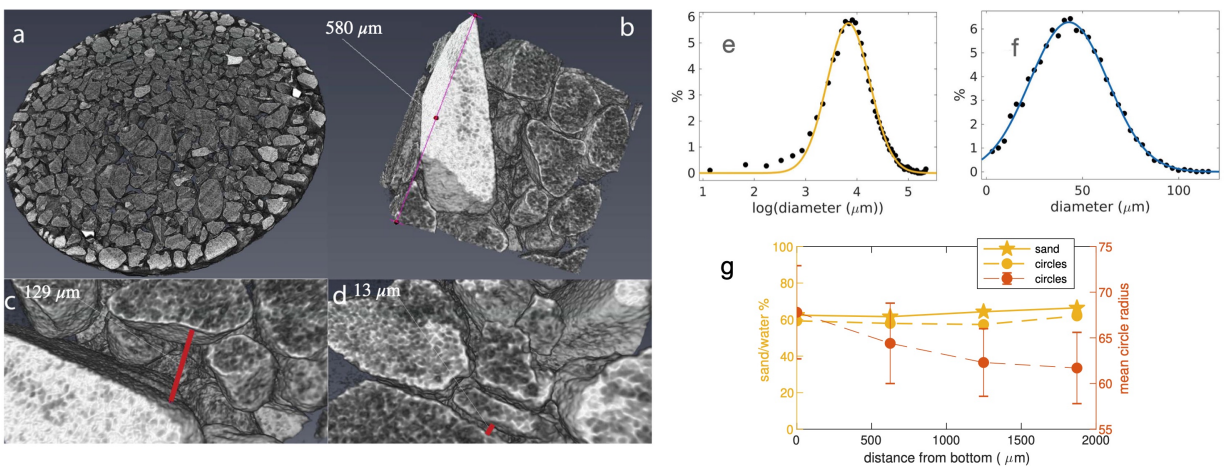 a
580 μm
b
c
129 μm
d
13 μm
e
6
5
4
3
2
1
0
%
1
2
3
4
5
log(diameter (μm))
f
6
5
4
3
2
1
0
%
0
50
100
diameter (μm)
g
100
80
60
40
20
0
sand/water %
sand
circles
circles
75
70
65
60
55
mean circle radius
0
500
1000
1500
2000
distance from bottom ( μm)